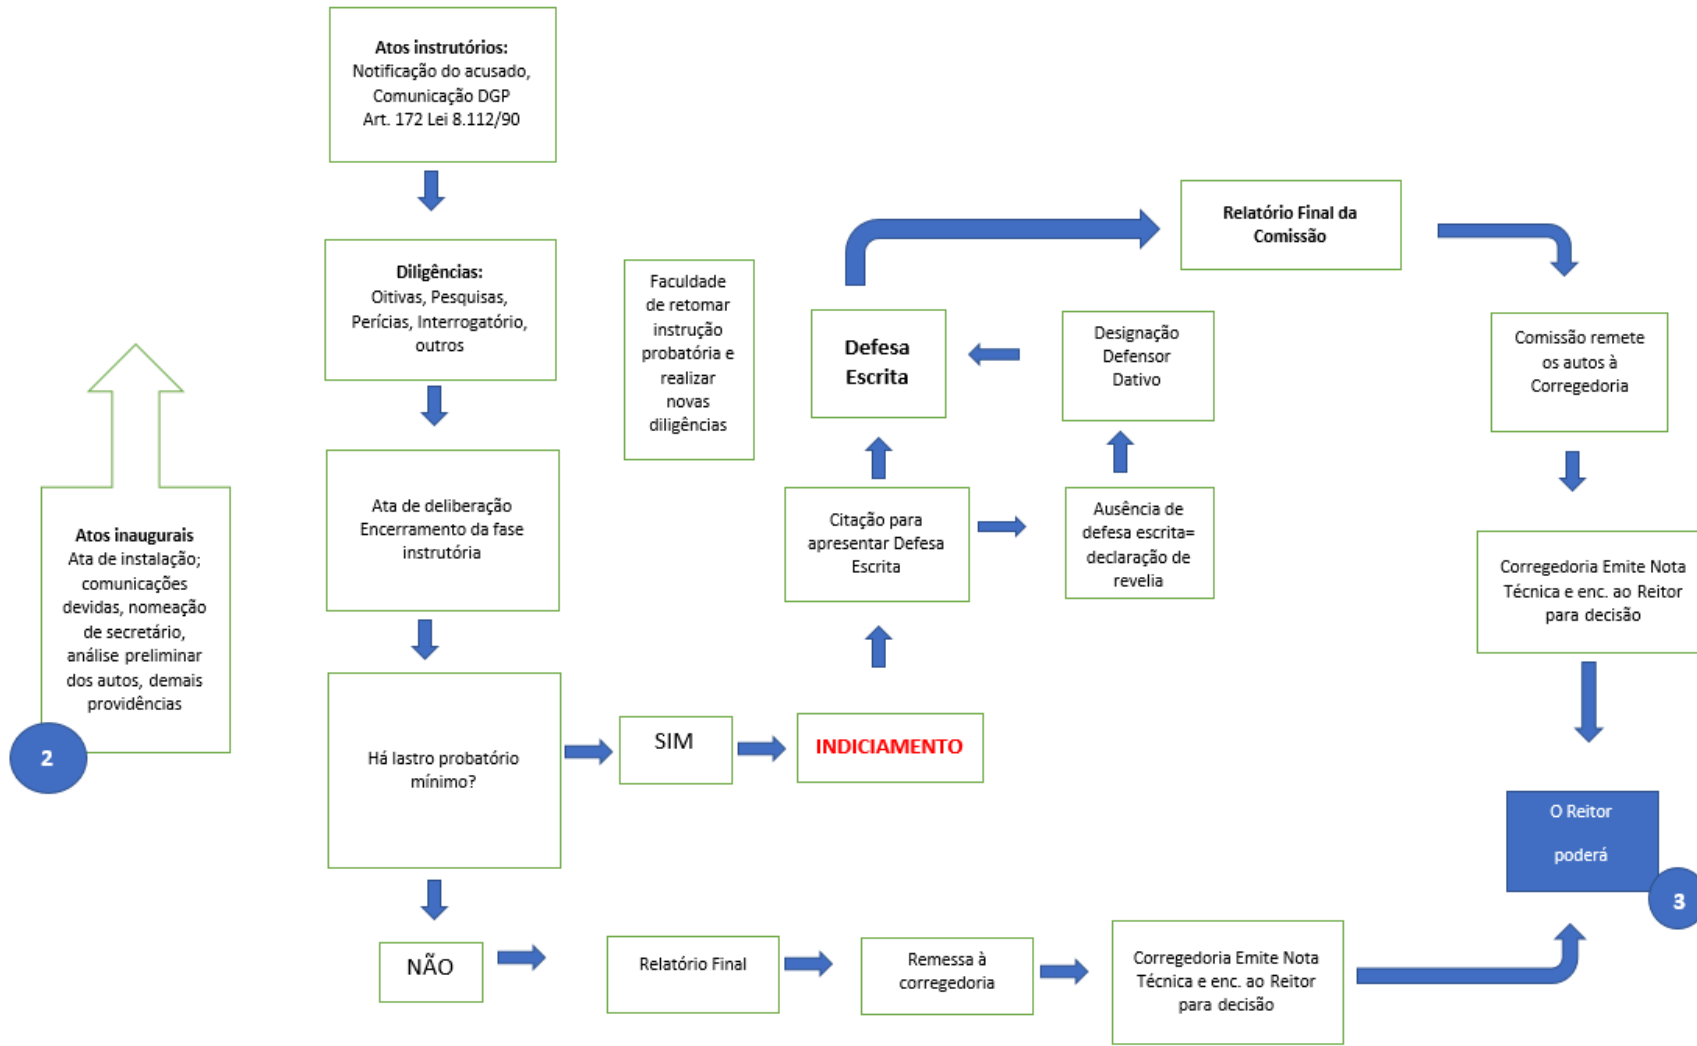 Atos inaugurais
Ata de instalação;
comunicações
devidas, nomeação
de secretário,
análise preliminar
dos autos, demais
providências
2
Atos instrutórios:
Notificação do acusado,
Comunicação DGP
Art. 172 Lei 8.112/90
Diligências:
Oitivas, Pesquisas,
Perícias, Interrogatório,
outros
Ata de deliberação
Encerramento da fase
instrutória
Há lastro probatório
mínimo?
SIM
INDICIAMENTO
Citação para
apresentar Defesa
Escrita
Ausência de
defesa escrita=
declaração de
revelia
Designação
Defensor
Dativo
Defesa
Escrita
Faculdade
de retomar
instrução
probatória e
realizar
novas
diligências
Relatório Final da
Comissão
Comissão remete
os autos à
Corregedoria
Corregedoria Emite Nota
Técnica e enc. ao Reitor
para decisão
NÃO
Relatório Final
Remessa à
corregedoria
Corregedoria Emite Nota
Técnica e enc. ao Reitor
para decisão
O Reitor
poderá
3